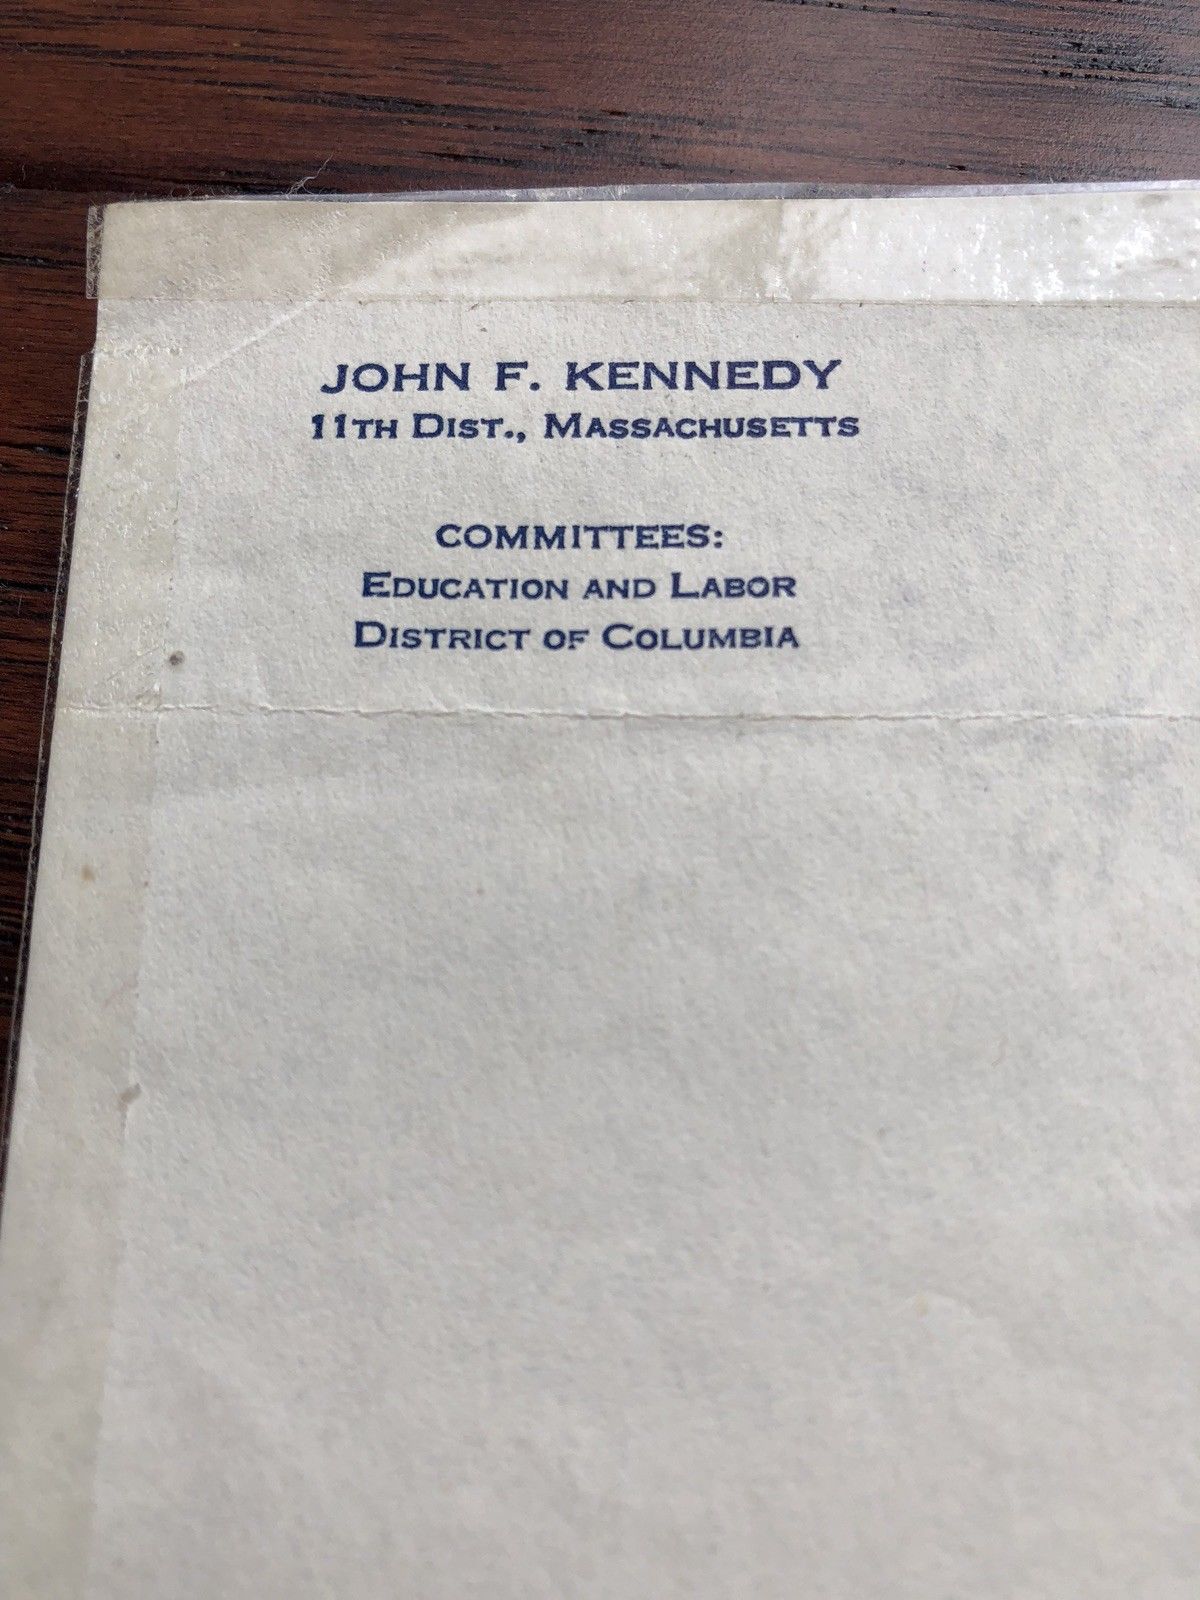 JOHN F. KENNEDY
11TH DIST., MASSACHUSETTS
COMMITTEES:
EDUCATION AND LABOR
DISTRICT OF COLUMBIA